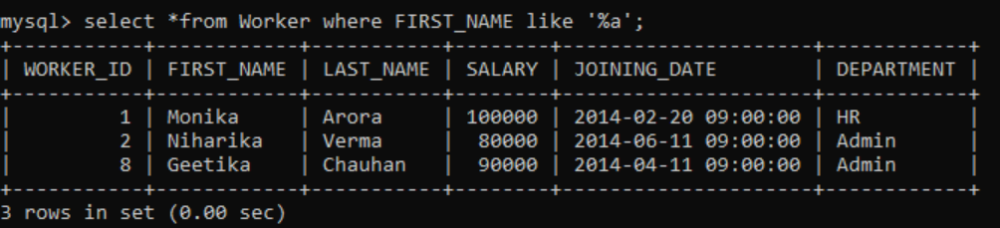 mysql> select *from Worker where FIRST_NAME like '%a';
+-----------+------------+-----------+--------+---------------------+------------+
| WORKER_ID | FIRST_NAME | LAST_NAME | SALARY | JOINING_DATE        | DEPARTMENT |
+-----------+------------+-----------+--------+---------------------+------------+
|         1 | Monika     | Arora     | 100000 | 2014-02-20 09:00:00 | HR         |
|         2 | Niharika   | Verma     |  80000 | 2014-06-11 09:00:00 | Admin      |
|         8 | Geetika    | Chauhan   |  90000 | 2014-04-11 09:00:00 | Admin      |
+-----------+------------+-----------+--------+---------------------+------------+
3 rows in set (0.00 sec)